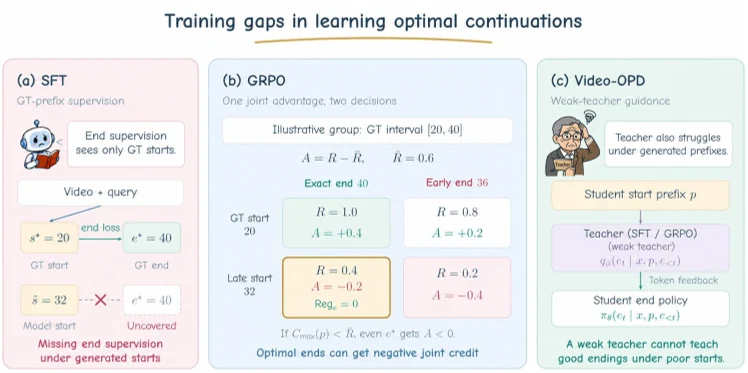 Training gaps in learning optimal continuations
(a) SFT
GT-prefix supervision
End supervision
sees only GT starts.
Video + query
end loss
s* = 20
e* = 40
GT start
GT end
s̃ = 32
e* = 40
Model start
Uncovered
Missing end supervision
under generated starts
(b) GRPO
One joint advantage, two decisions
Illustrative group: GT interval [20, 40]
A = R − R̄, R̄ = 0.6
Exact end 40
Early end 36
GT start
20
R = 1.0
A = +0.4
R = 0.8
A = +0.2
Late start
32
R = 0.4
A = −0.2
Reg_e = 0
R = 0.2
A = −0.4
If C_max(p) < R̄, even e* gets A < 0.
Optimal ends can get negative joint credit
(c) Video-OPD
Weak-teacher guidance
Teacher also struggles
under generated prefixes.
Teacher
Student start prefix p
Teacher (SFT / GRPO)
(weak teacher)
q_ϕ(e_t | x, p, e_<t)
Token feedback
Student end policy
π_θ(e_t | x, p, e_<t)
A weak teacher cannot teach
good endings under poor starts.